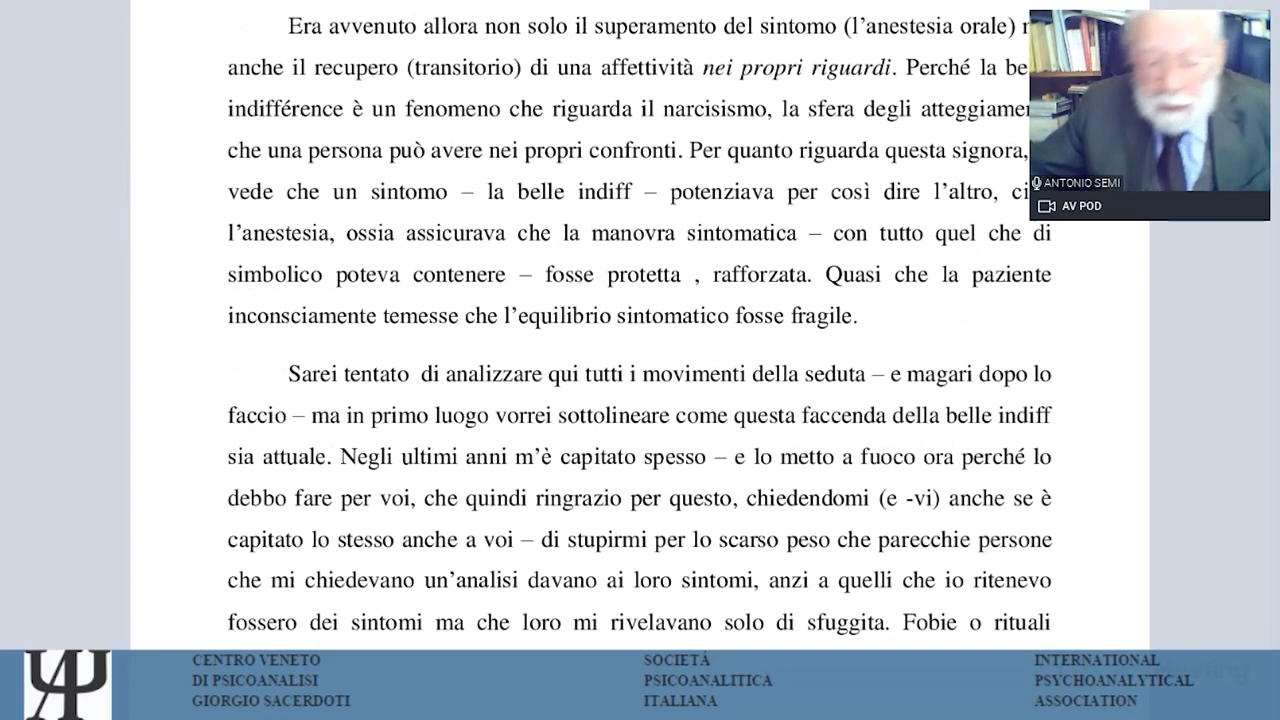 Era avvenuto allora non solo il superamento del sintomo (l’anestesia orale)
anche il recupero (transitorio) di una affettività nei propri riguardi. Perché la
indifférence è un fenomeno che riguarda il narcisismo, la sfera degli
che una persona può avere nei propri confronti. Per quanto riguarda questa signora,
vede che un sintomo – la belle indiff – potenziava per così dire l’altro,
l’anestesia, ossia assicurava che la manovra sintomatica – con tutto quel che di
simbolico poteva contenere – fosse protetta , rafforzata. Quasi che la paziente
inconsciamente temesse che l’equilibrio sintomatico fosse fragile.
Sarei tentato di analizzare qui tutti i movimenti della seduta – e magari dopo lo
faccio – ma in primo luogo vorrei sottolineare come questa faccenda della belle indiff
sia attuale. Negli ultimi anni m’è capitato spesso – e lo metto a fuoco ora perché lo
debbo fare per voi, che quindi ringrazio per questo, chiedendomi (e -vi) anche se è
capitato lo stesso anche a voi – di stupirmi per lo scarso peso che parecchie persone
che mi chiedevano un’analisi davano ai loro sintomi, anzi a quelli che io ritenevo
fossero dei sintomi ma che loro mi rivelavano solo di sfuggita. Fobie o rituali
ANTONIO SEMI
AV POD
CENTRO VENETO
DI PSICOANALISI
GIORGIO SACERDOTI
SOCIETÁ
PSICOANALITICA
ITALIANA
INTERNATIONAL
PSYCHOANALYTICAL
ASSOCIATION